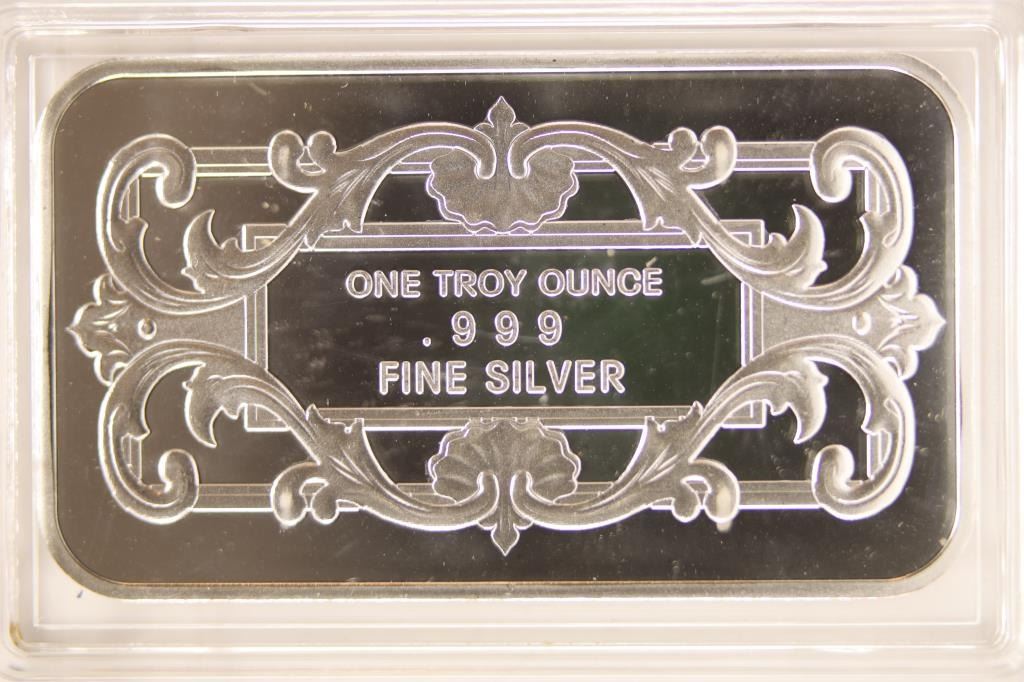 ONE TROY OUNCE
.999
FINE SILVER